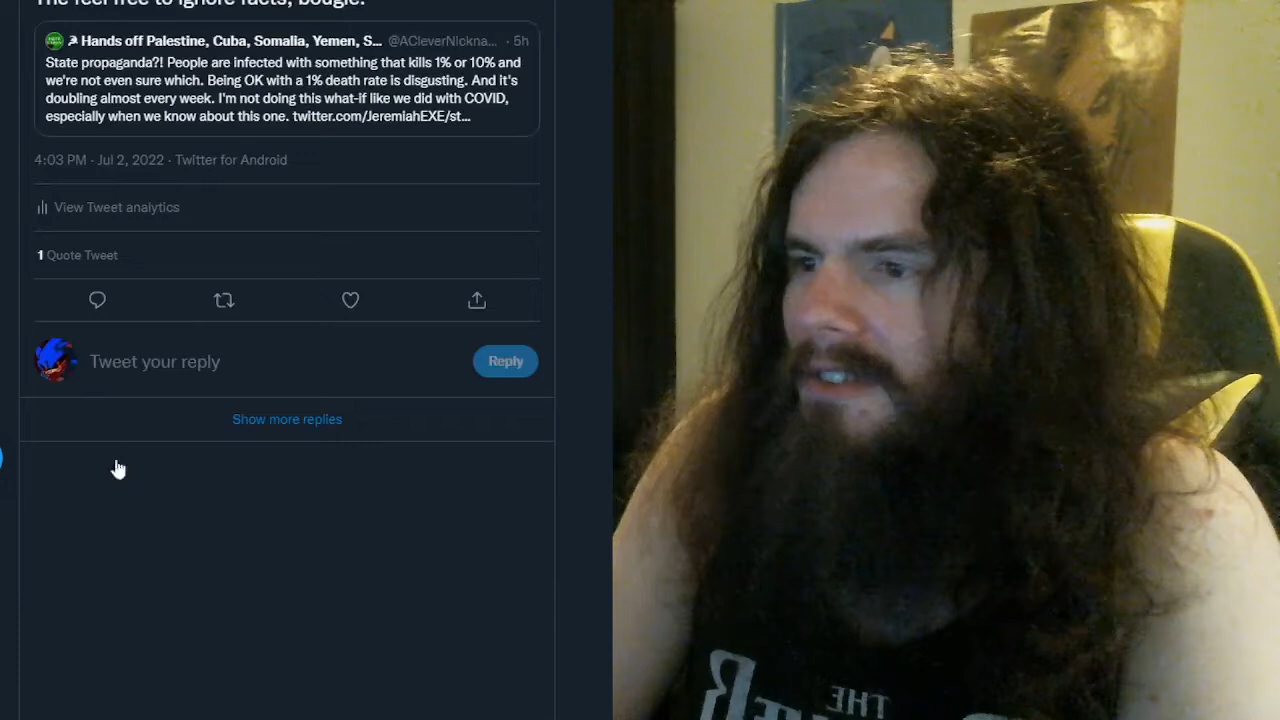 The feel free to ignore facts, bougie.
Hands off Palestine, Cuba, Somalia, Yemen, S... @ACleverNickna... · 5h
State propaganda?! People are infected with something that kills 1% or 10% and
we're not even sure which. Being OK with a 1% death rate is disgusting. And it's
doubling almost every week. I'm not doing this what-if like we did with COVID,
especially when we know about this one. twitter.com/JeremiahEXE/st...
4:03 PM · Jul 2, 2022 · Twitter for Android
View Tweet analytics
1 Quote Tweet
Tweet your reply
Reply
Show more replies
THE